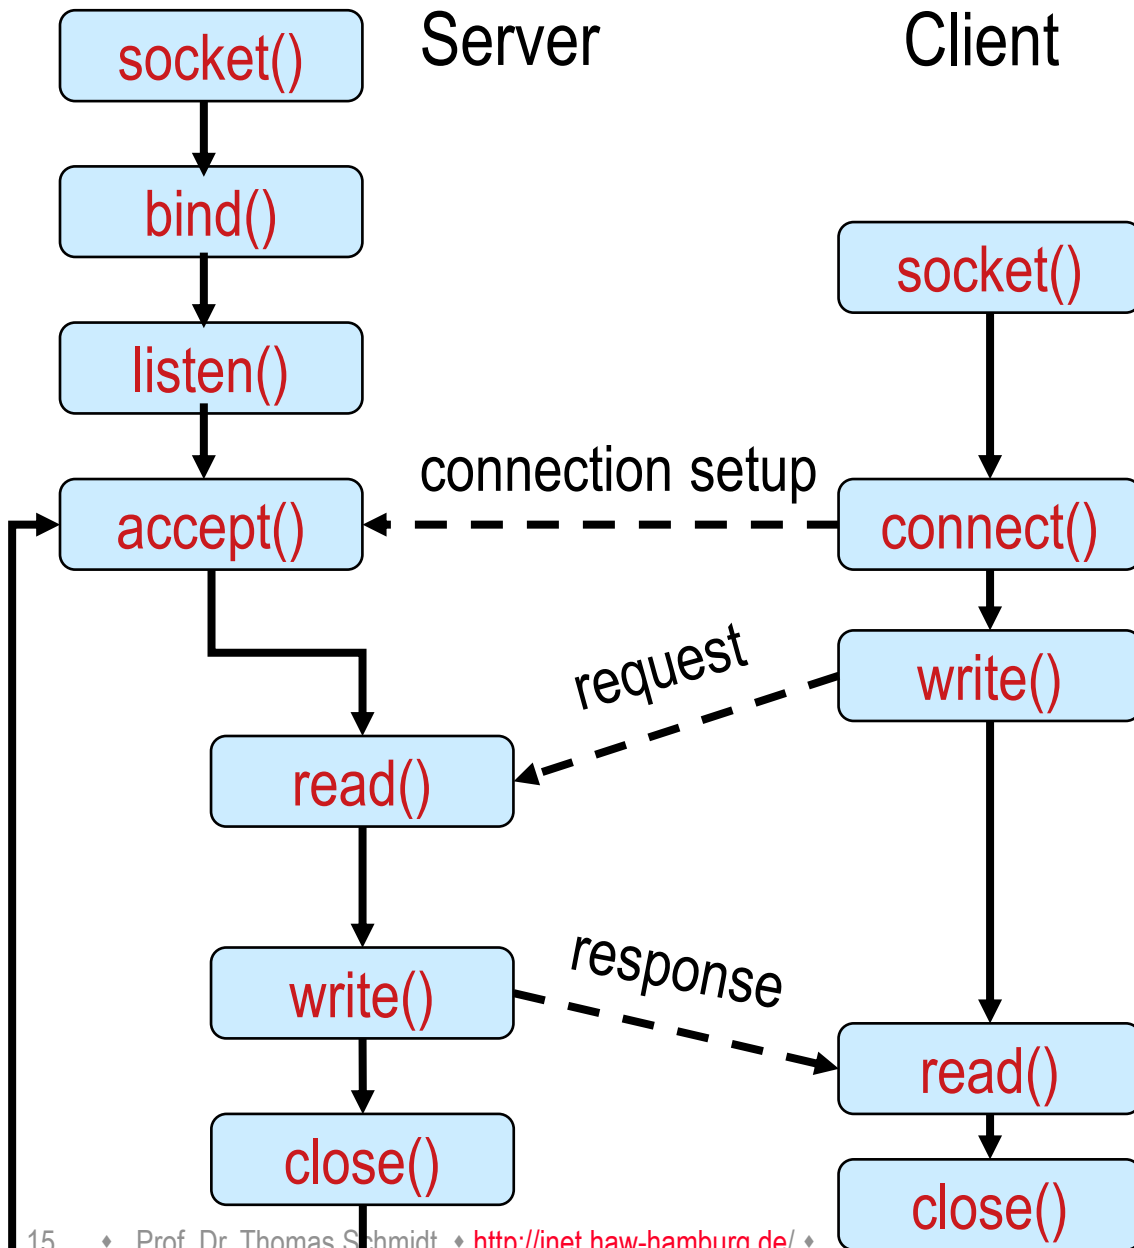 socket()
Server
Client
bind()
socket()
listen()
connection setup
accept()
connect()
request
write()
read()
response
write()
read()
close()
close()
15 ♦ Prof. Dr. Thomas Schmidt ♦ http://inet.haw-hamburg.de/ ♦